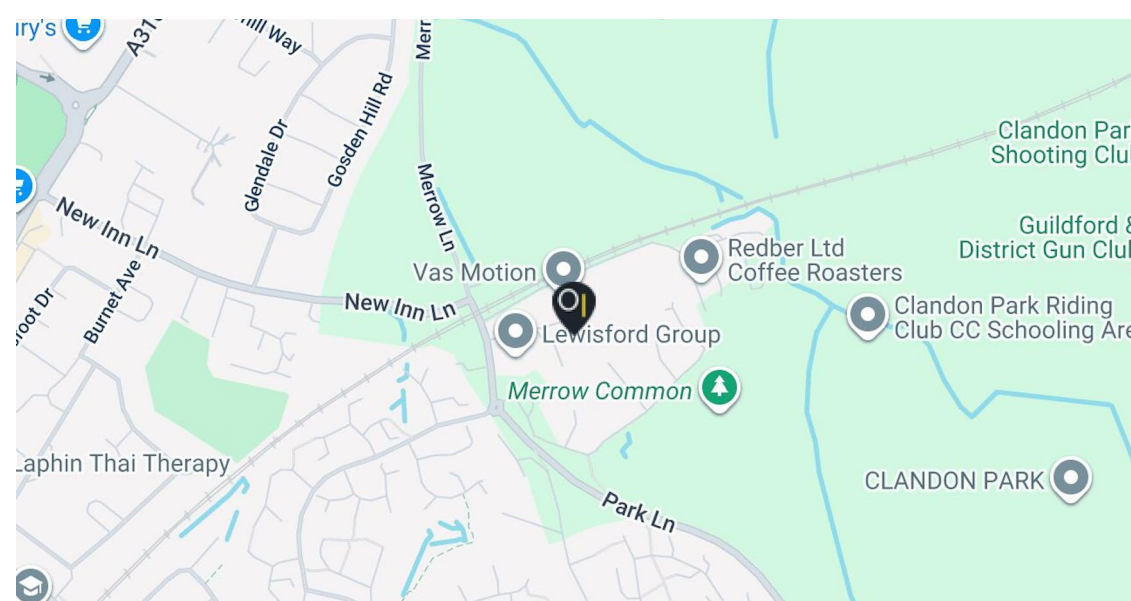 ury's
A310
hill Way
Merr
Glendale Dr
Gosden Hill Rd
Merrow Ln
Clandon Par
Shooting Clu
New Inn Ln
Guildford &
District Gun Clu
Redber Ltd
Coffee Roasters
Vas Motion
Burnet Ave
New Inn Ln
Clandon Park Riding
Club CC Schooling Are
root Dr
Lewisford Group
Merrow Common
Laphin Thai Therapy
CLANDON PARK
Park Ln